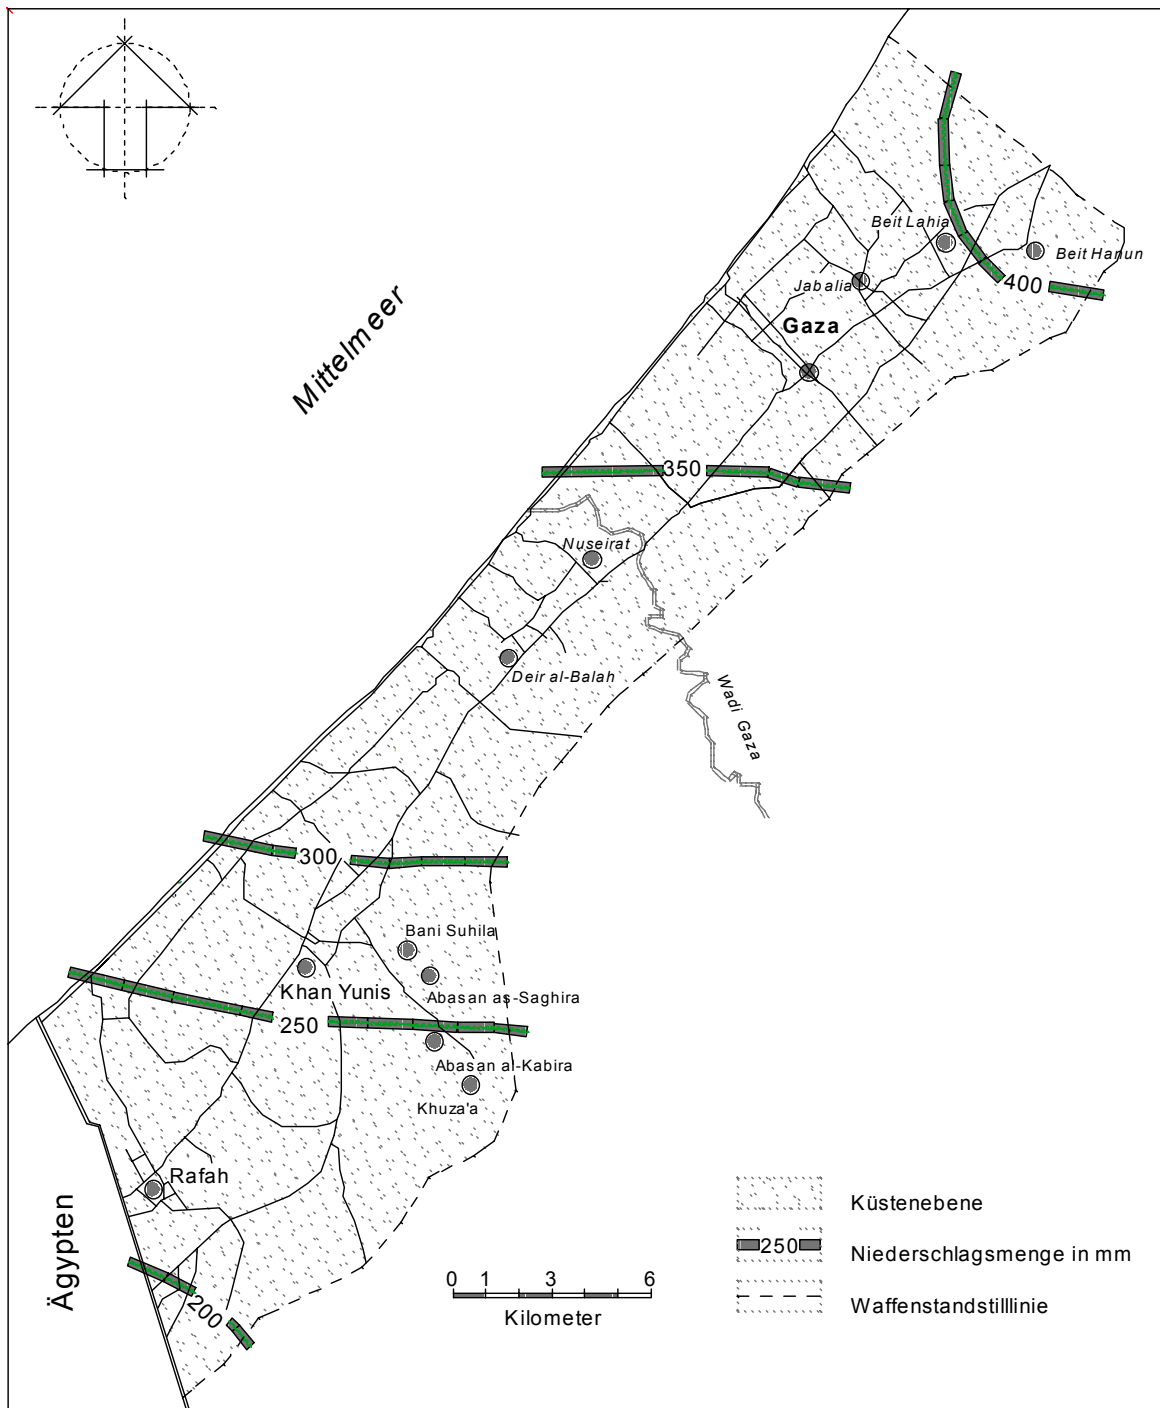 Beit Lahia
Beit Hanun
Jabalia
400
Gaza
Mittelmeer
350
Nuseirat
Deir al-Balah
Wadi Gaza
300
Bani Suhila
Khan Yunis
Abasan as-Saghira
250
Abasan al-Kabira
Khuza'a
Rafah
Ägypten
200
0 1 3 6
Kilometer
Küstenebene
250
Niederschlagsmenge in mm
Waffenstandstilllinie